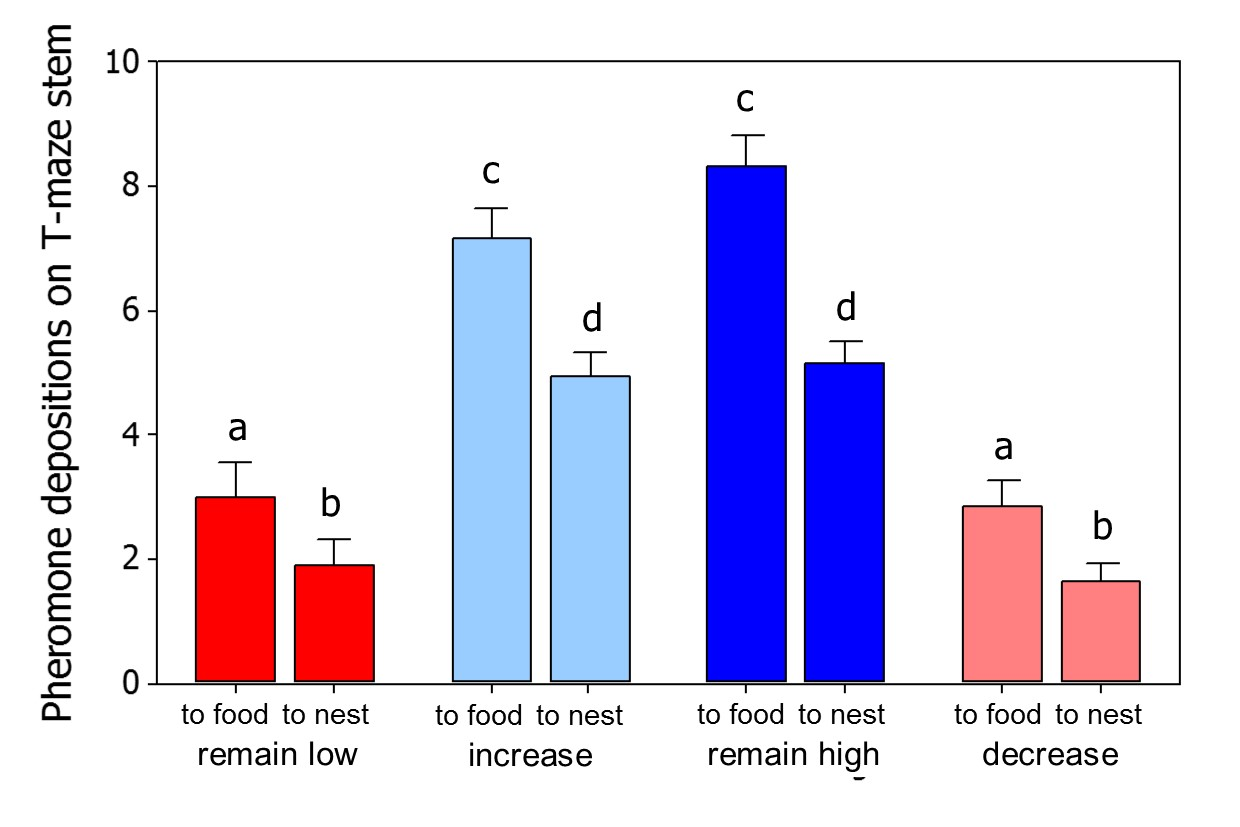 Pheromone depositions on T-maze stem
10
8
6
4
2
0
a
b
c
d
c
d
a
b
to food to nest to food to nest to food to nest to food to nest
remain low increase remain high decrease